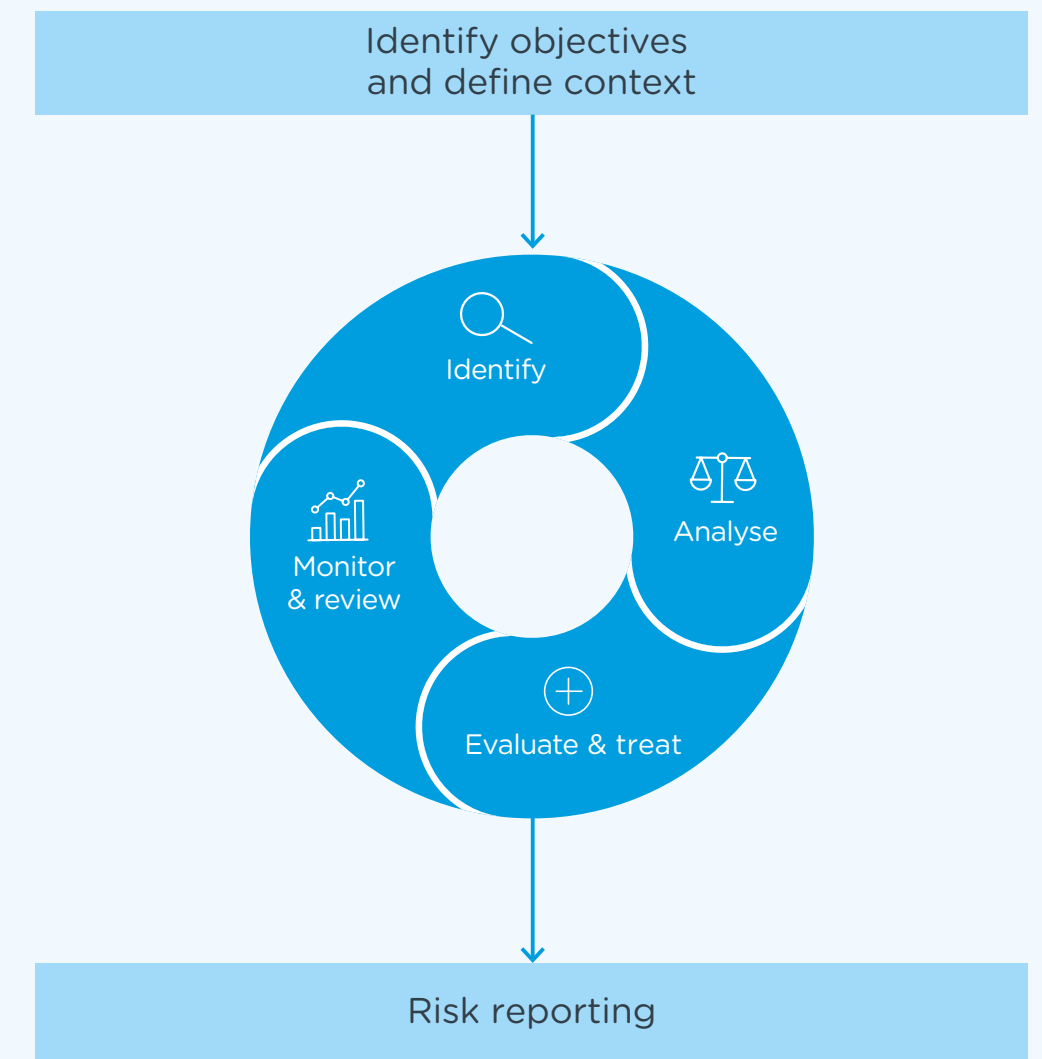 Identify objectives
and define context
Identify
Analyse
Monitor
& review
Evaluate & treat
Risk reporting